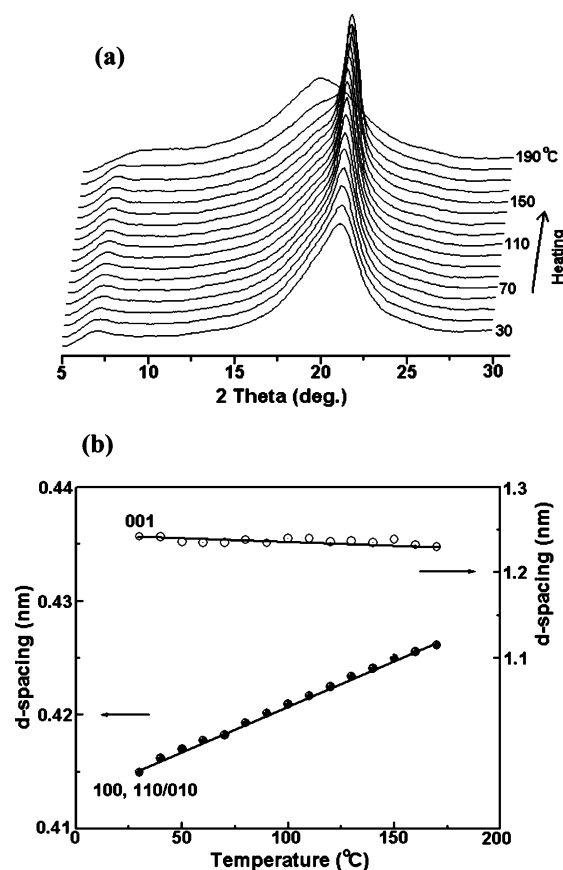 (a)
190°C
150
110
70
30
Heating
5 10 15 20 25 30
2 Theta (deg.)
(b)
0.44
0.43
0.42
0.41
d-spacing (nm)
001
100, 110/010
1.3
1.2
1.1
d-spacing (nm)
0 50 100 150 200
Temperature (°C)